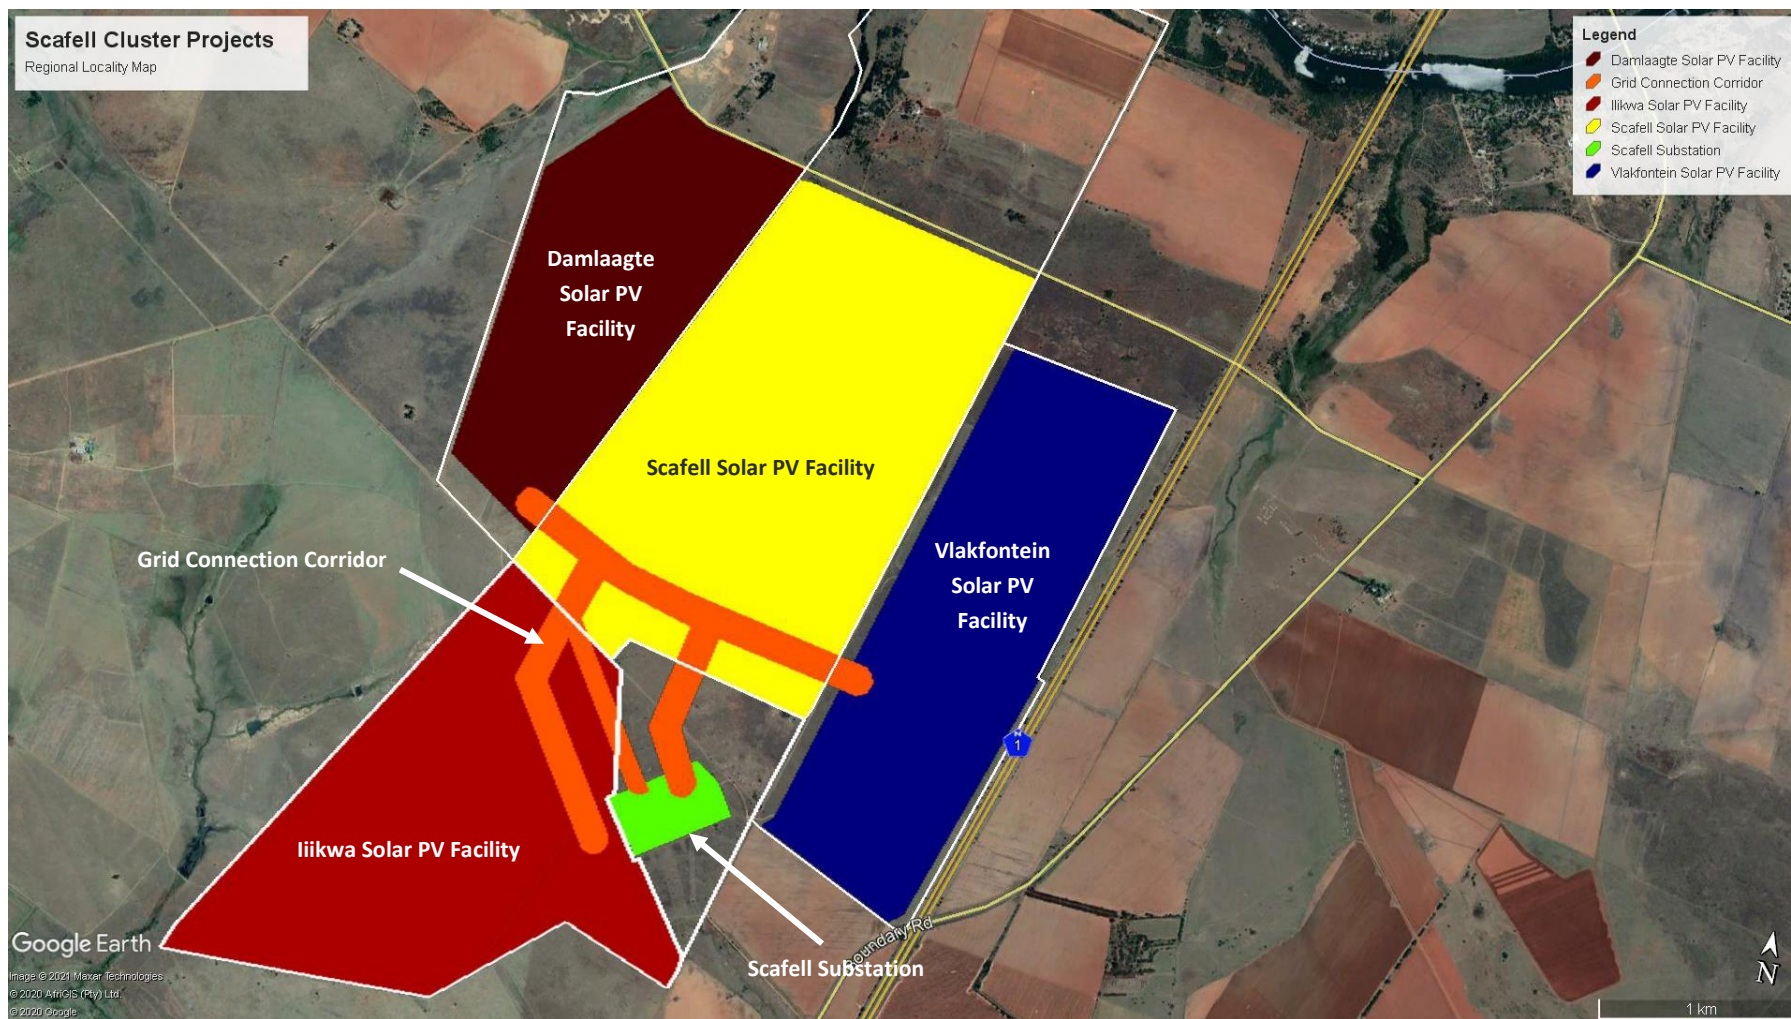 Scafell Cluster Projects
Regional Locality Map
Legend
Damlaagte Solar PV Facility
Grid Connection Corridor
Ilikwa Solar PV Facility
Scafell Solar PV Facility
Scafell Substation
Vlakfontein Solar PV Facility
Damlaagte
Solar PV
Facility
Scafell Solar PV Facility
Vlakfontein
Solar PV
Facility
Grid Connection Corridor
1
Iiikwa Solar PV Facility
Boundary Rd
Scafell Substation
Google Earth
Image © 2021 Maxar Technologies
© 2020 AfriGIS (Pty) Ltd.
© 2020 Google
N
1 km